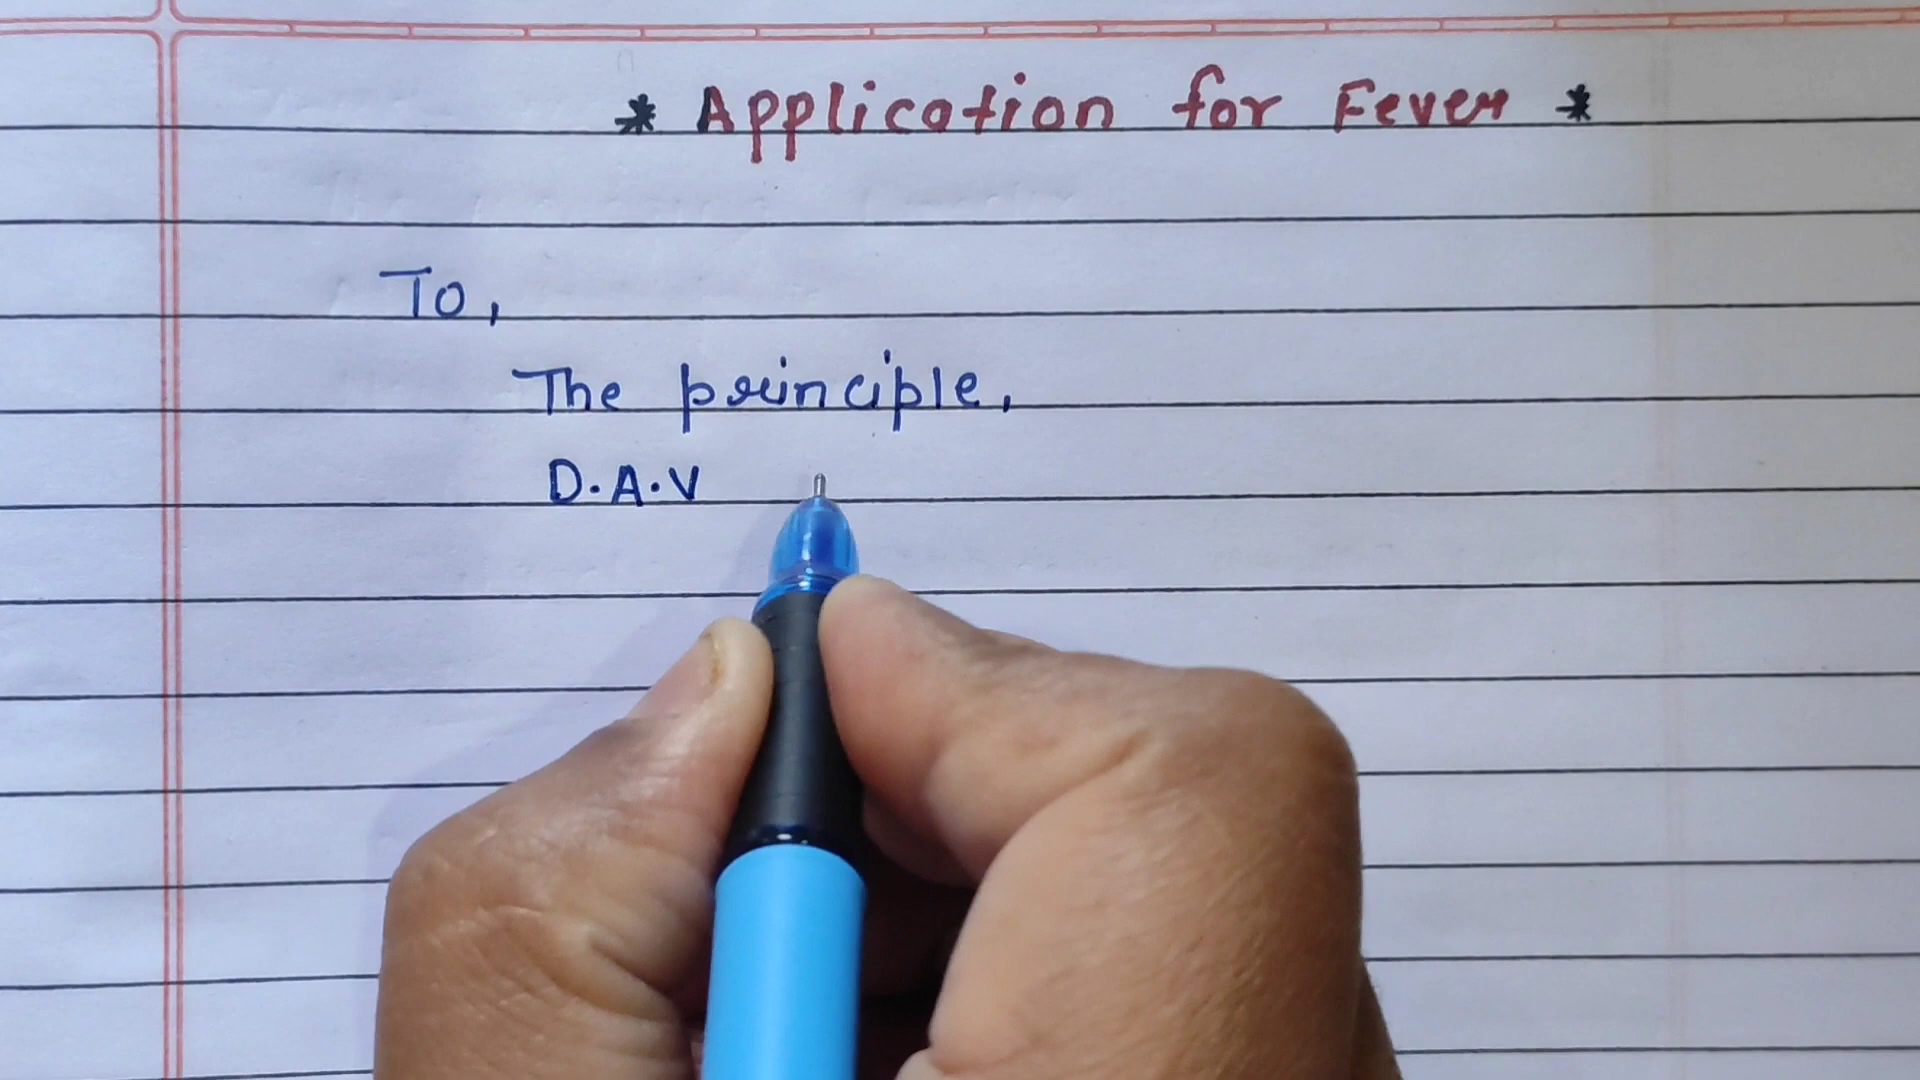 * Application for Fever *
To,
The principle,
D.A.V